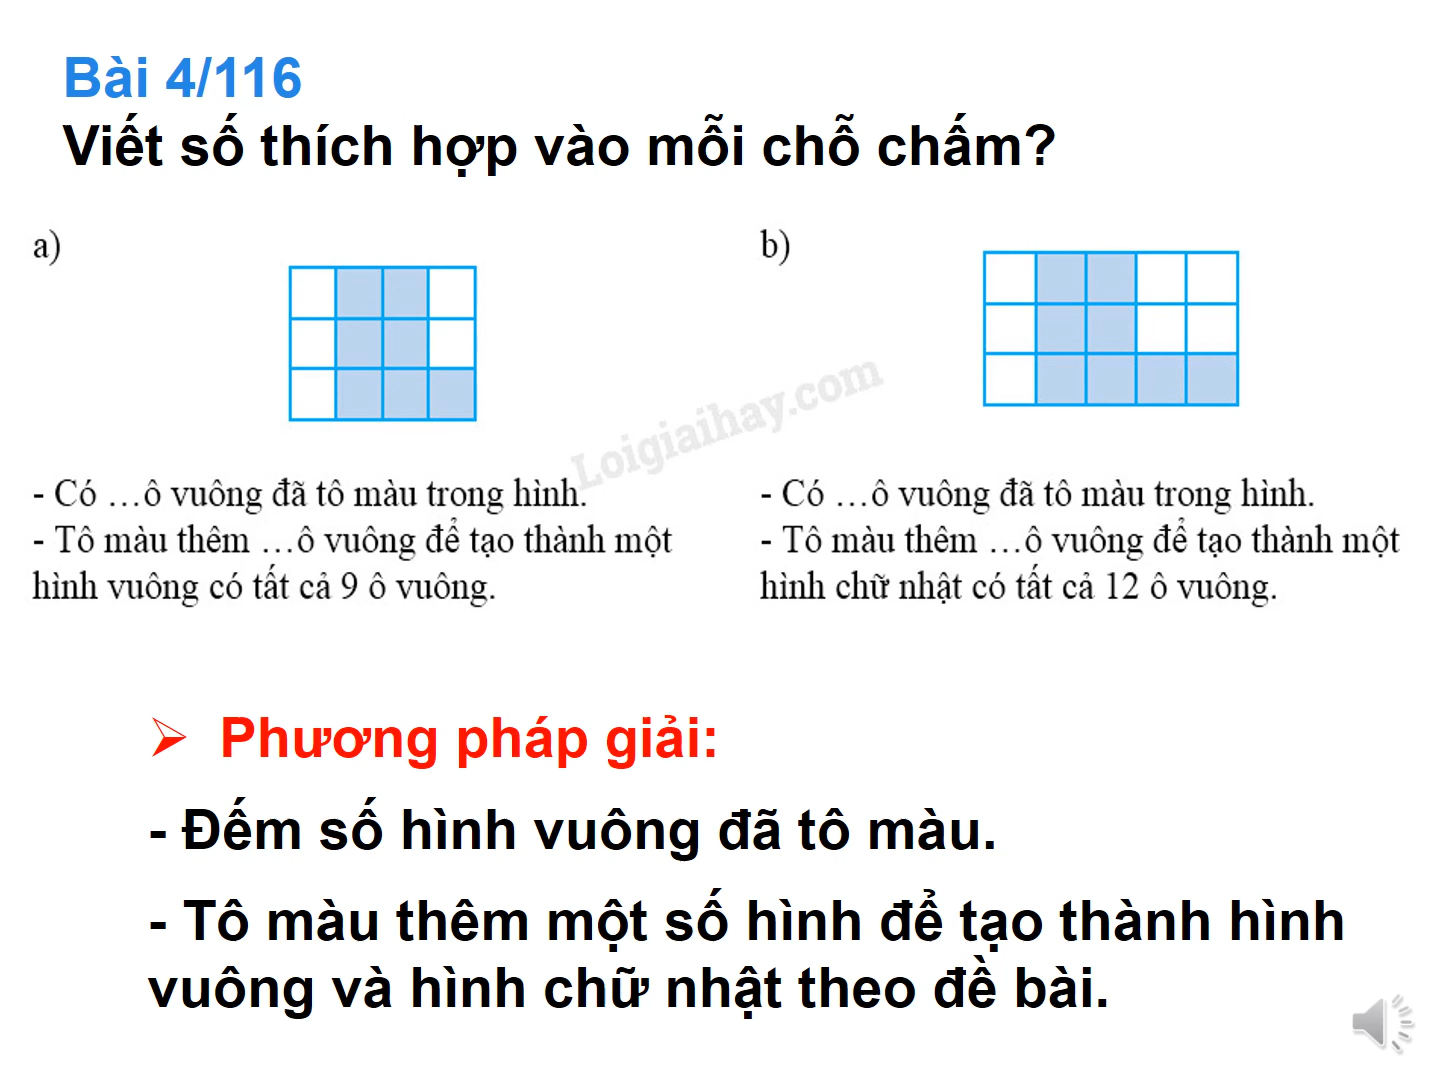 Bài 4/116
Viết số thích hợp vào mỗi chỗ chấm?
a)
- Có …ô vuông đã tô màu trong hình.
- Tô màu thêm …ô vuông để tạo thành một
hình vuông có tất cả 9 ô vuông.
b)
- Có …ô vuông đã tô màu trong hình.
- Tô màu thêm …ô vuông để tạo thành một
hình chữ nhật có tất cả 12 ô vuông.
Loigiaihay.com
➢ Phương pháp giải:
- Đếm số hình vuông đã tô màu.
- Tô màu thêm một số hình để tạo thành hình
vuông và hình chữ nhật theo đề bài.